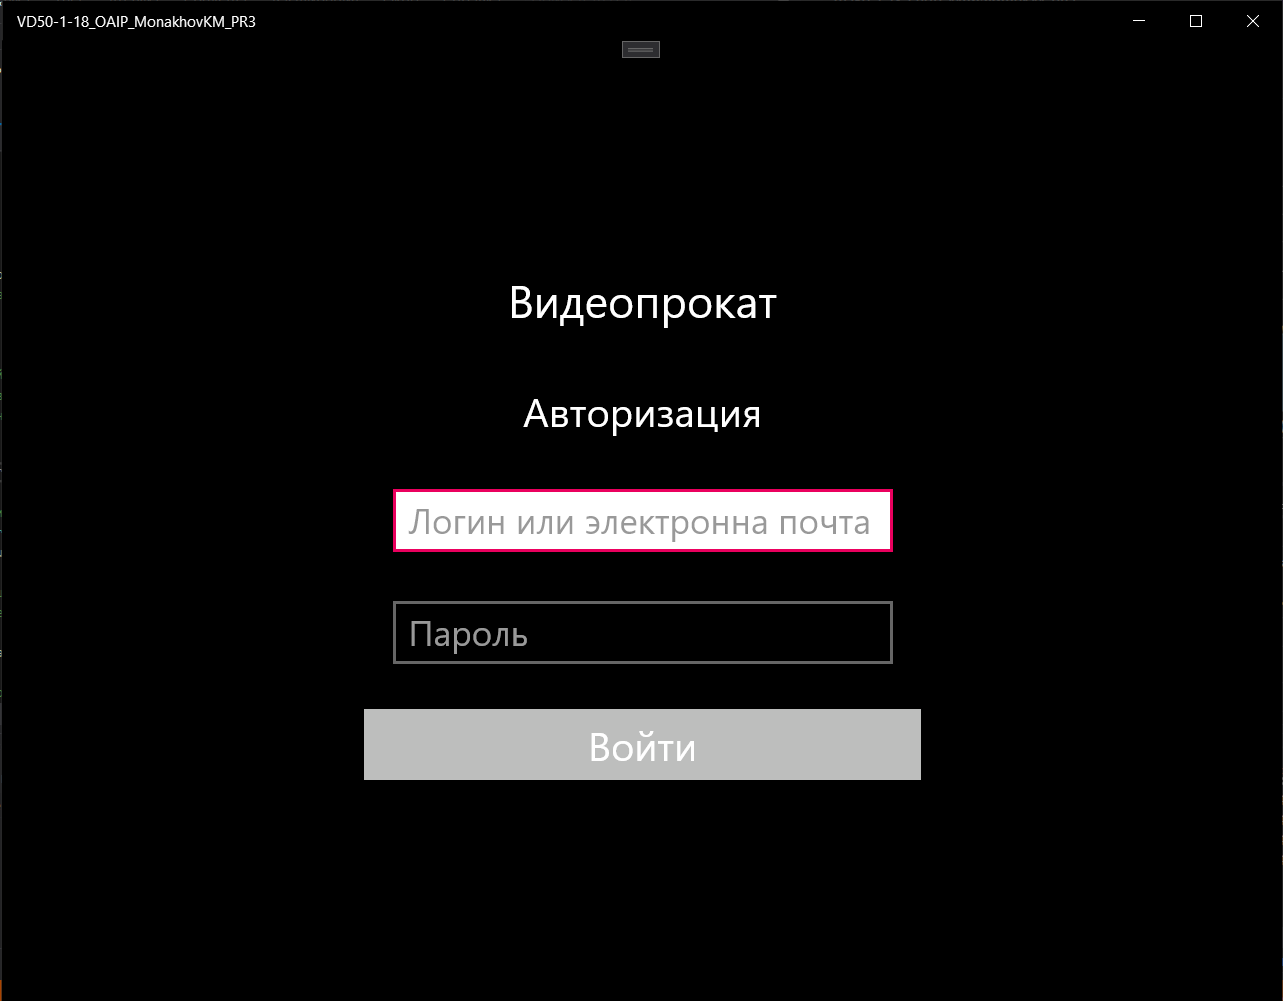 VD50-1-18_OAIP_MonakhovKM_PR3
Видеопрокат
Авторизация
Логин или электронна почта
Пароль
Войти